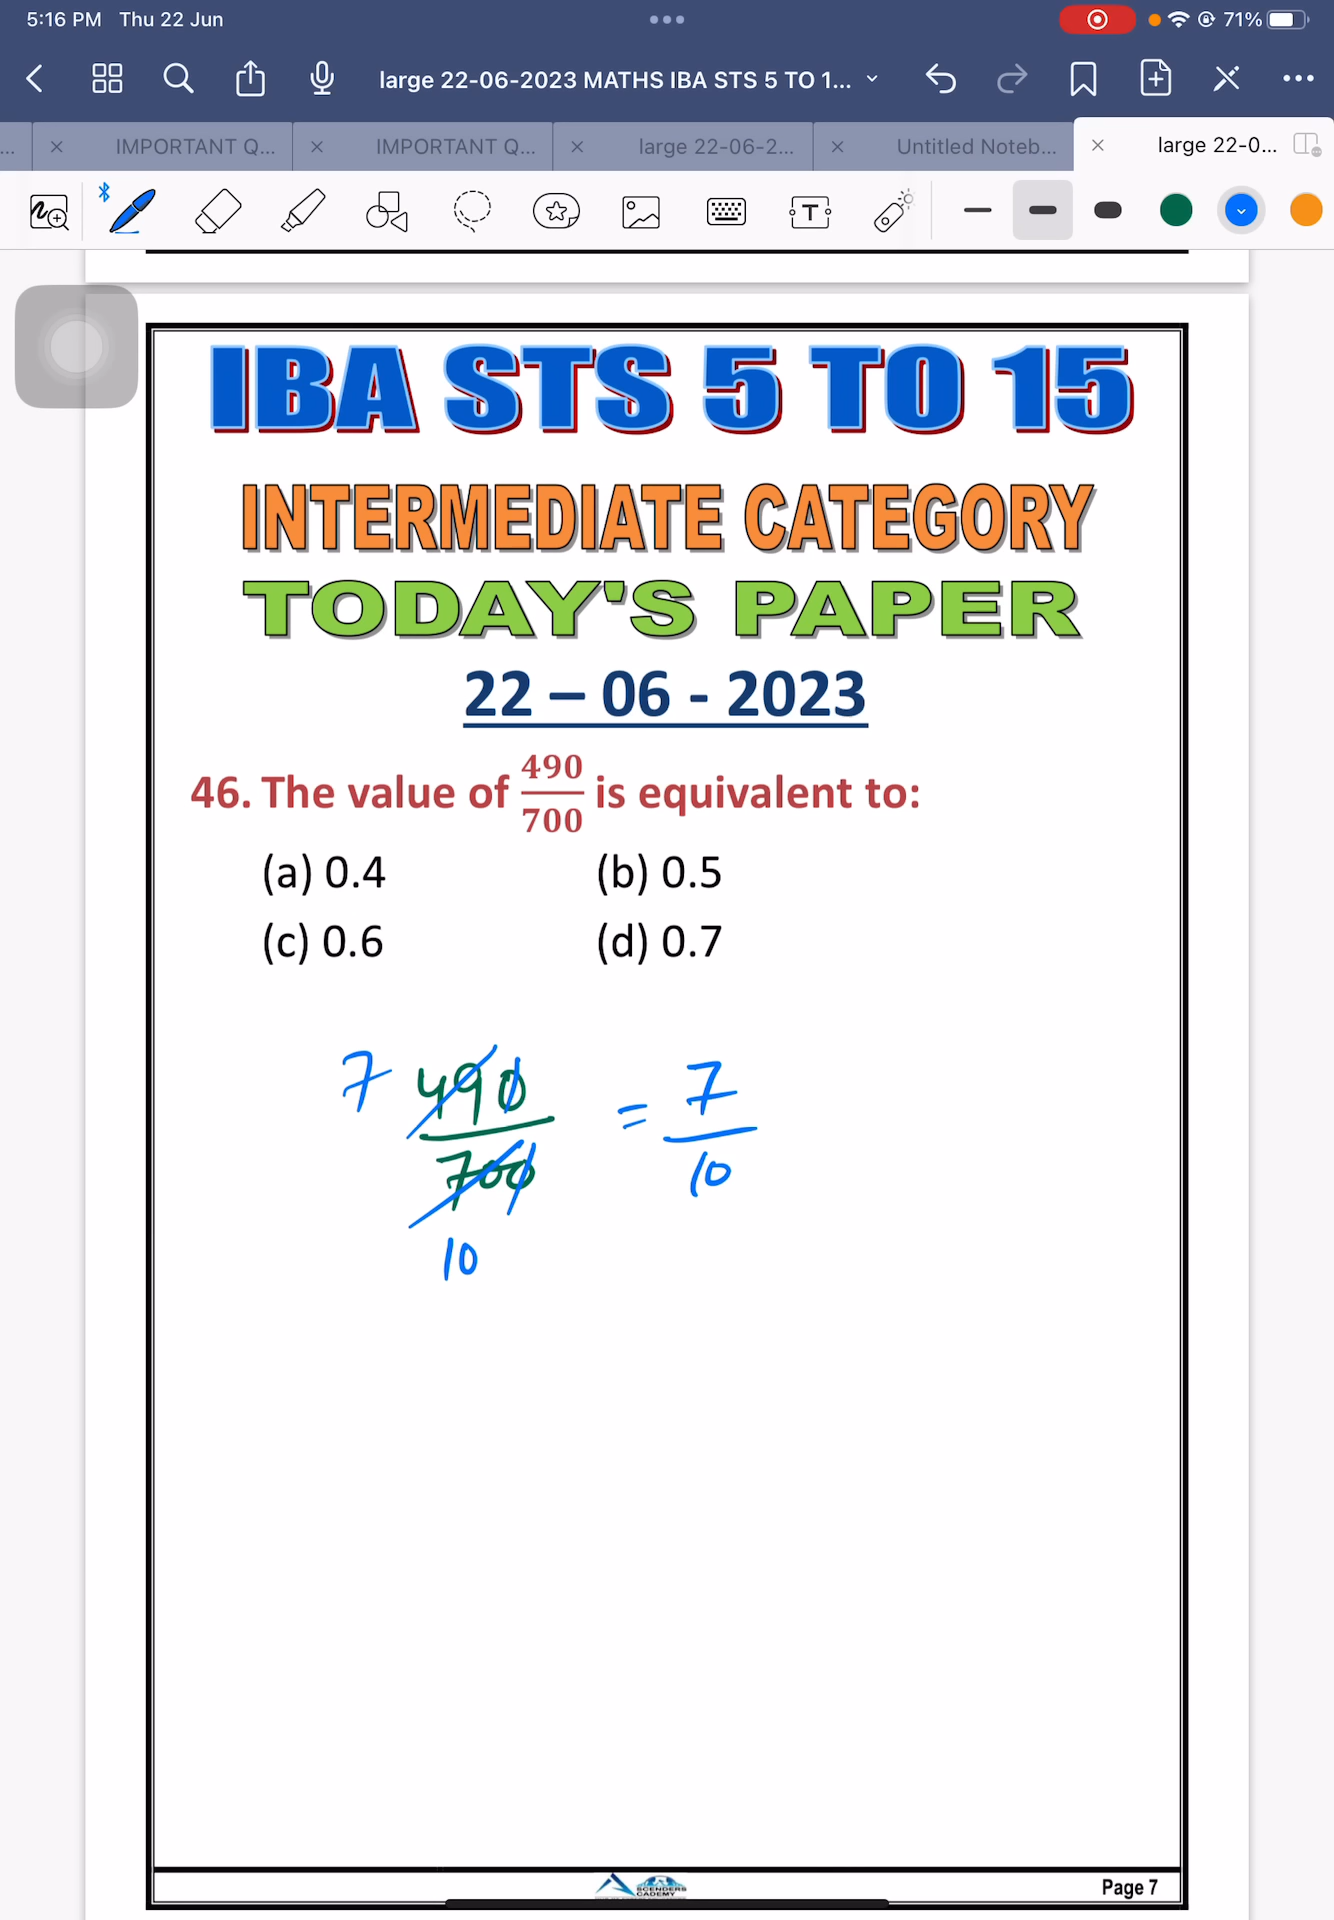 5:16 PM Thu 22 Jun
71%
large 22-06-2023 MATHS IBA STS 5 TO 1...
... IMPORTANT Q... IMPORTANT Q... large 22-06-2... Untitled Noteb... large 22-0...
T
IBA STS 5 TO 15
INTERMEDIATE CATEGORY
TODAY'S PAPER
22 – 06 - 2023
46. The value of 490/700 is equivalent to:
(a) 0.4 (b) 0.5
(c) 0.6 (d) 0.7
7 490/700 = 7/10
10
SCENDERS
CADEMY
Page 7